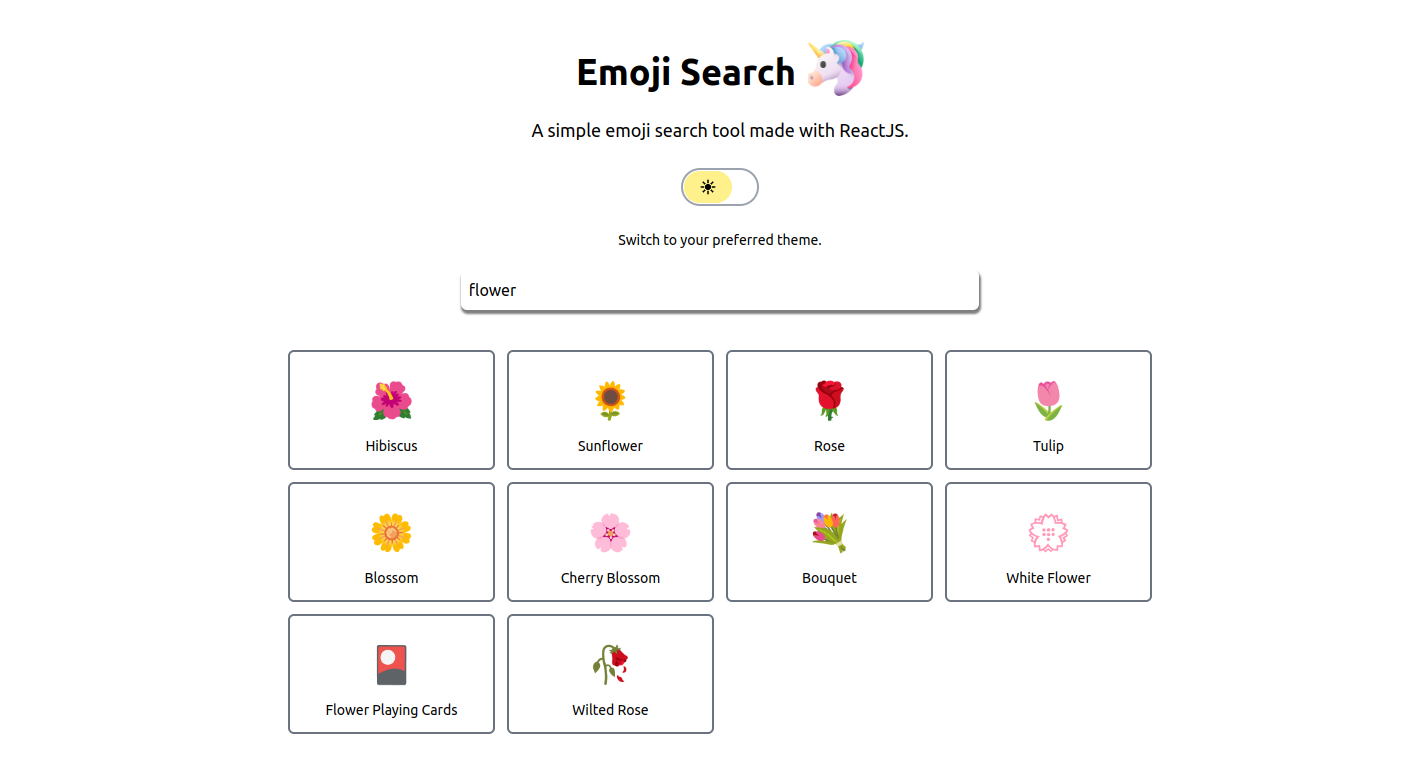 Emoji Search
A simple emoji search tool made with ReactJS.
Switch to your preferred theme.
flower
Hibiscus
Sunflower
Rose
Tulip
Blossom
Cherry Blossom
Bouquet
White Flower
Flower Playing Cards
Wilted Rose